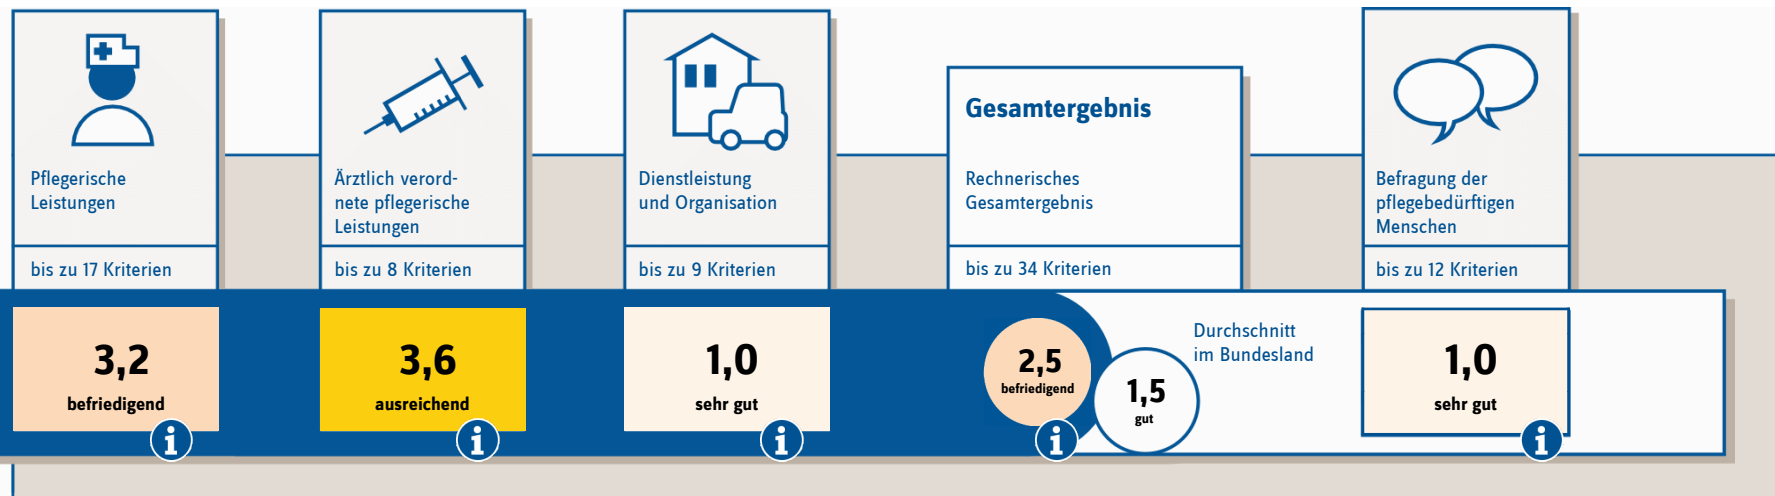 Pflegerische
Leistungen
bis zu 17 Kriterien
3,2
befriedigend
i
Ärztlich verord-
nete pflegerische
Leistungen
bis zu 8 Kriterien
3,6
ausreichend
i
Dienstleistung
und Organisation
bis zu 9 Kriterien
1,0
sehr gut
i
Gesamtergebnis
Rechnerisches
Gesamtergebnis
bis zu 34 Kriterien
2,5
befriedigend
i
Durchschnitt
im Bundesland
1,5
gut
Befragung der
pflegebedürftigen
Menschen
bis zu 12 Kriterien
1,0
sehr gut
i